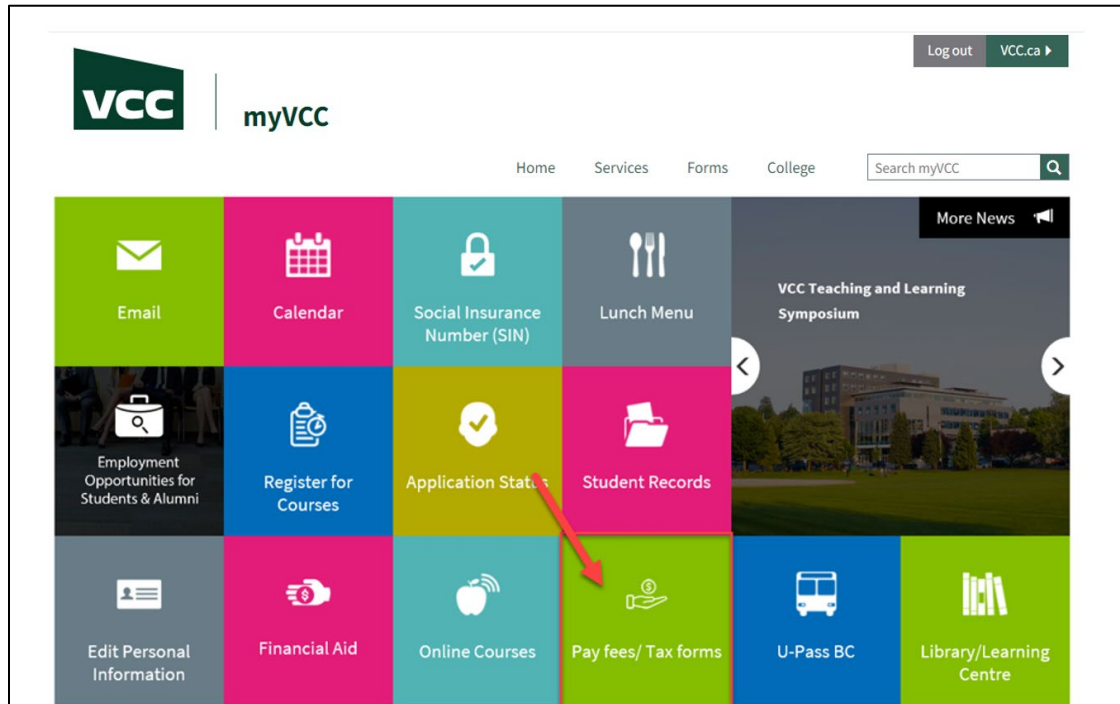 Log out
VCC.ca
VCC
myVCC
Home Services Forms College Search myVCC
More News
Email
Calendar
Social Insurance
Number (SIN)
Lunch Menu
VCC Teaching and Learning
Symposium
Employment
Opportunities for
Students & Alumni
Register for
Courses
Application Status
Student Records
Edit Personal
Information
Financial Aid
Online Courses
Pay fees/ Tax forms
U-Pass BC
Library/Learning
Centre